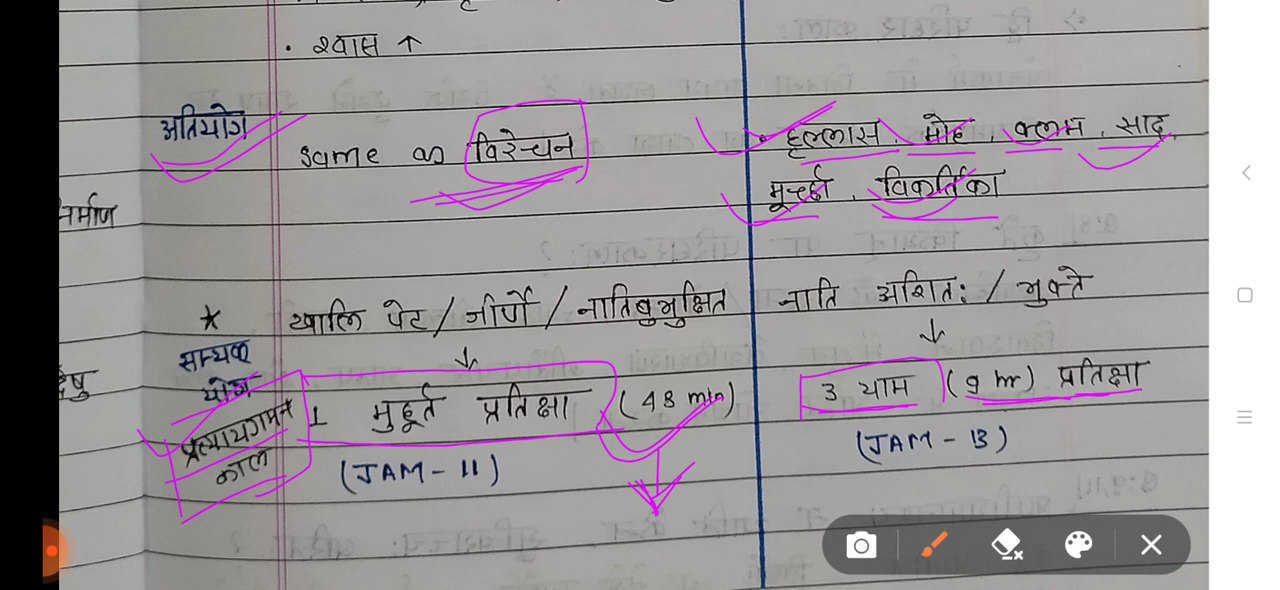 • श्वास ↑
अतियोग same as विरेचन • हृल्लास, मोह, क्लम, साद,
मूर्च्छा, विकर्तिका
र्माण
* खालि पेट / जीर्णे / नातिबुभुक्षित नाति अशितः / भुक्ते
सम्यक योग ↓ ↓
1 मुहूर्त प्रतिक्षा (48 min) 3 याम (9 hr) प्रतिक्षा
प्रत्यागमन काल (JAM - 11) (JAM - 13)